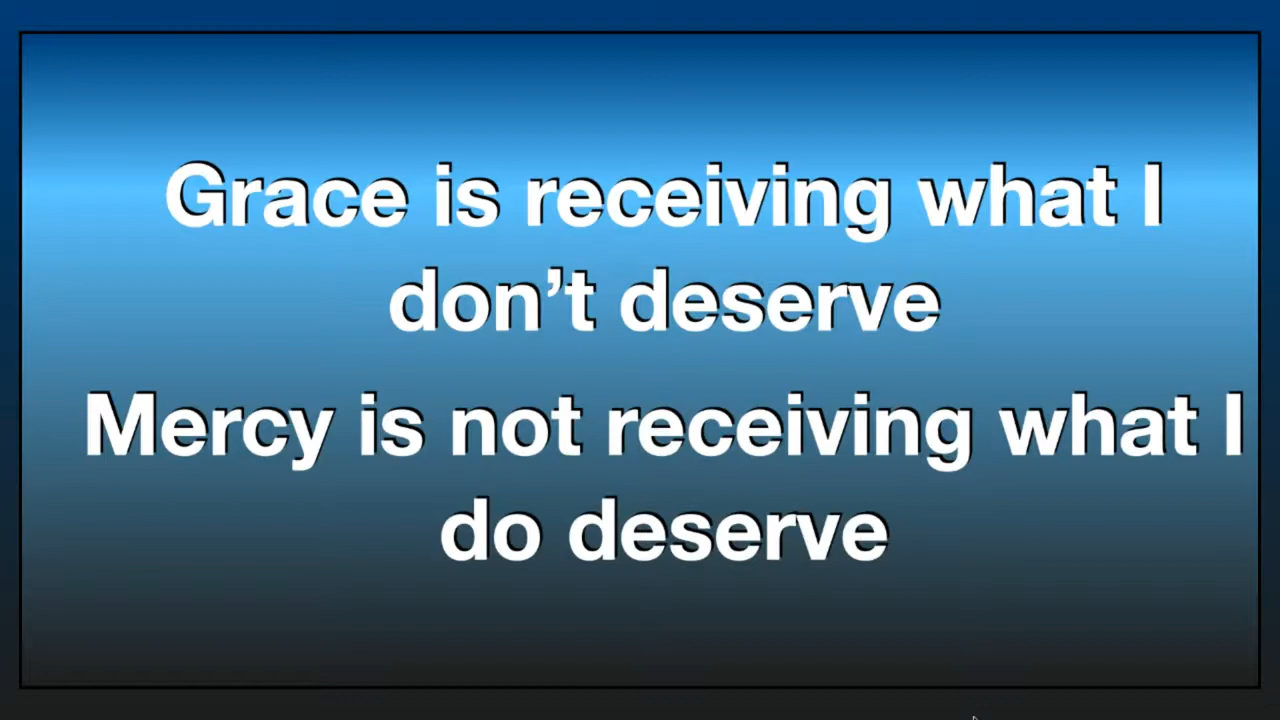 Grace is receiving what I
don’t deserve
Mercy is not receiving what I
do deserve